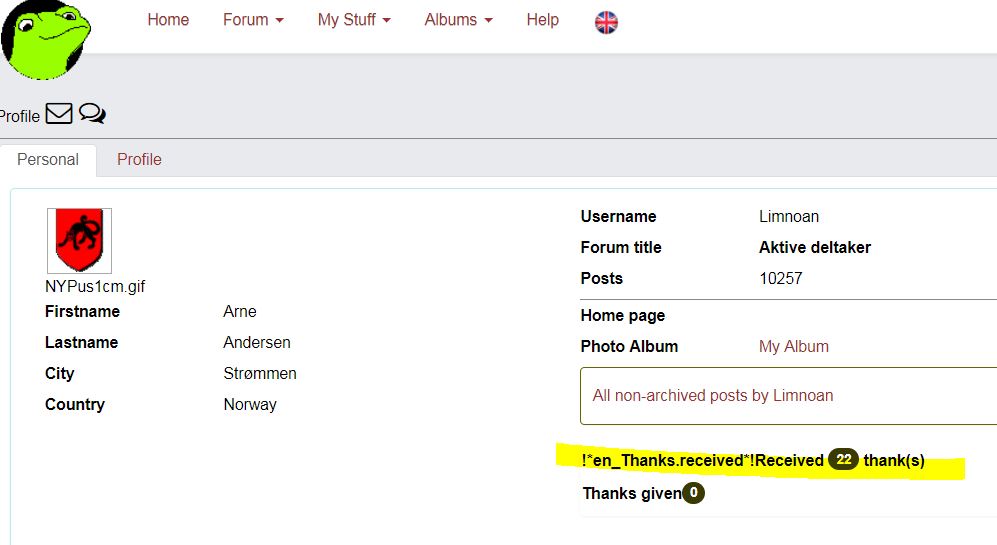 Home Forum My Stuff Albums Help
Profile
Personal Profile
NYPus1cm.gif
Firstname Arne
Lastname Andersen
City Strømmen
Country Norway
Username Limnoan
Forum title Aktive deltaker
Posts 10257
Home page
Photo Album My Album
All non-archived posts by Limnoan
!*en_Thanks.received*!Received 22 thank(s)
Thanks given 0